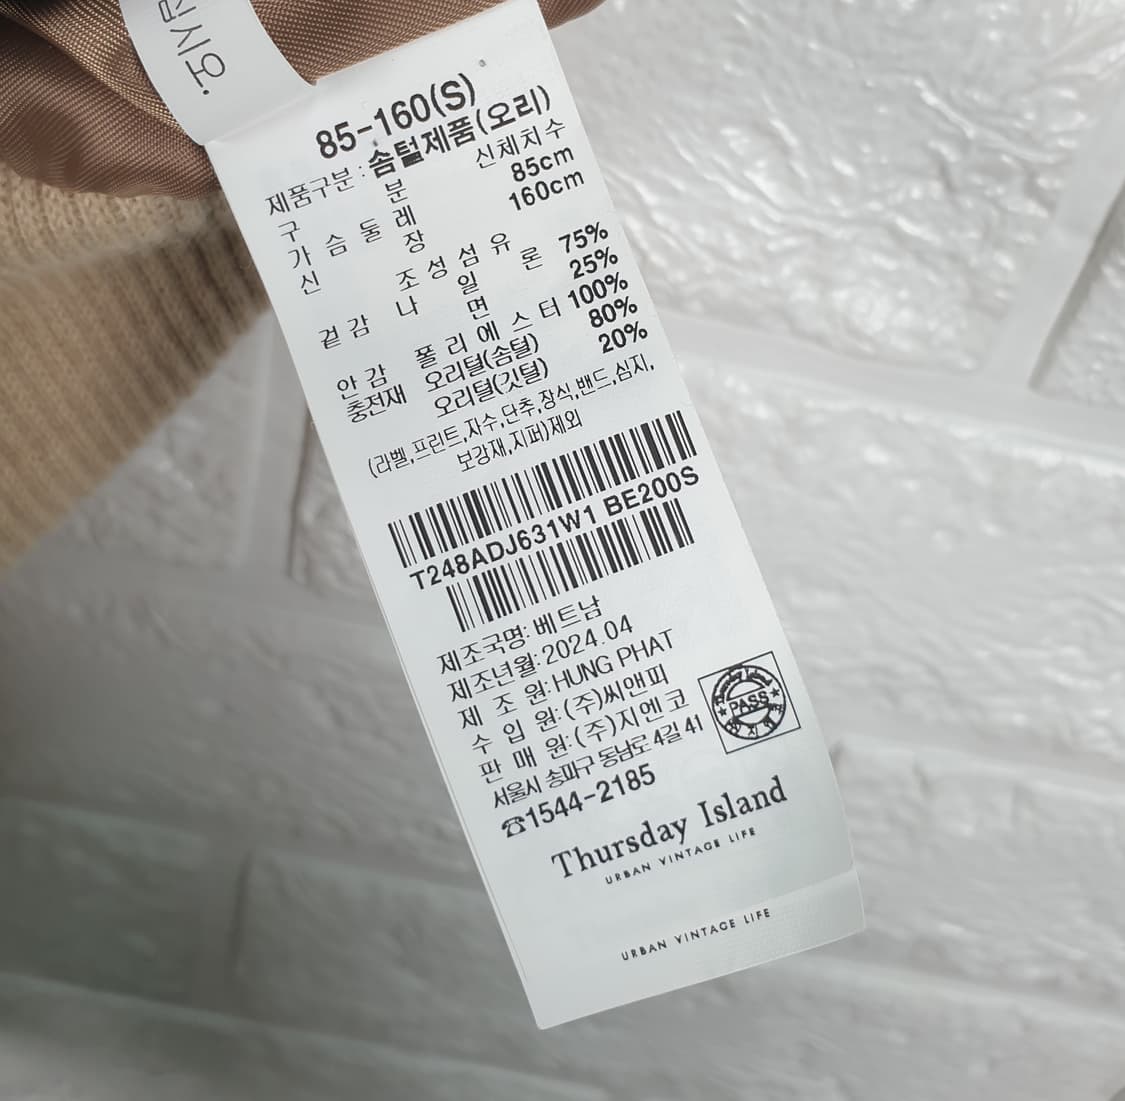 십시오.
85-160(S)
제품구분 : 솜털제품(오리)
구 분 신체치수
가 슴 둘 레 85cm
신 장 160cm
조 성 섬 유
겉 감 나 일 론 75%
면 25%
안 감 폴 리 에 스 터 100%
충전재 오리털(솜털) 80%
오리털(깃털) 20%
(라벨,프린트,자수,단추,장식,밴드,심지,
보강재,지퍼)제외
T248ADJ631W1 BE200S
제조국명: 베트남
제조년월: 2024.04
제 조 원: HUNG PHAT
수 입 원: (주)씨앤피
판 매 원: (주)지엔코
서울시 송파구 동남로 4길 41
☎1544-2185
Thursday Island
PASS
Thursday Island
URBAN VINTAGE LIFE
URBAN VINTAGE LIFE